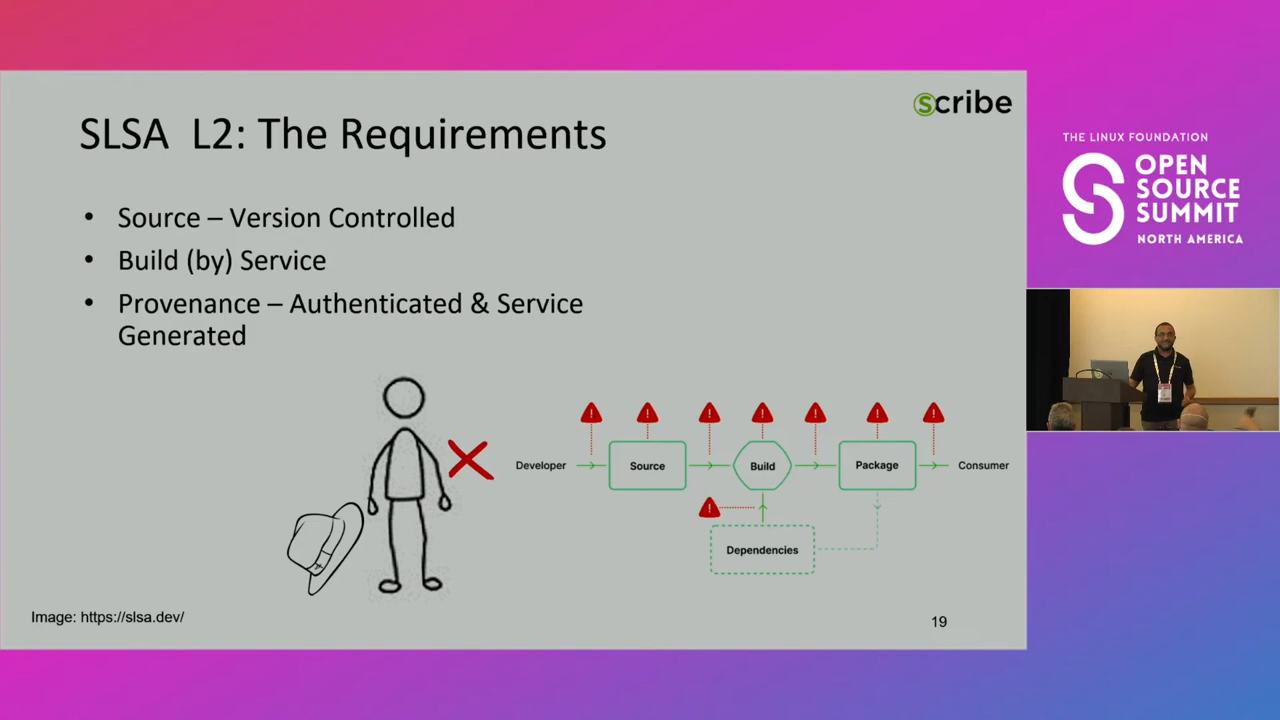 scribe
SLSA  L2: The Requirements
• Source – Version Controlled
• Build (by) Service
• Provenance – Authenticated & Service
Generated
Developer
Source
Build
Package
Consumer
Dependencies
Image: https://slsa.dev/
19
THE LINUX FOUNDATION
OPEN
SOURCE
SUMMIT
NORTH AMERICA